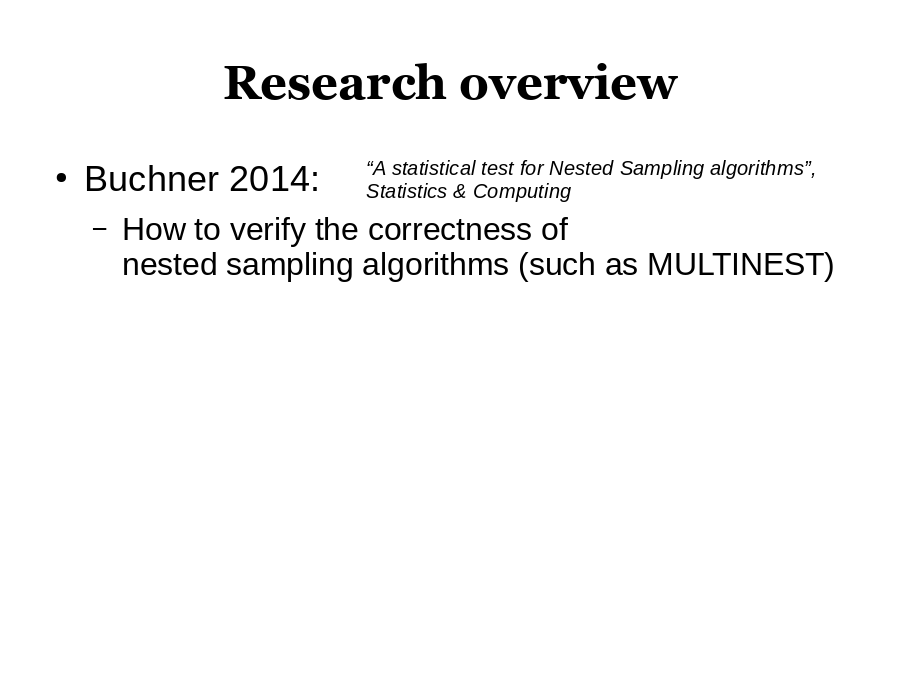 Research overview
• Buchner 2014:
“A statistical test for Nested Sampling algorithms”,
Statistics & Computing
– How to verify the correctness of
nested sampling algorithms (such as MULTINEST)